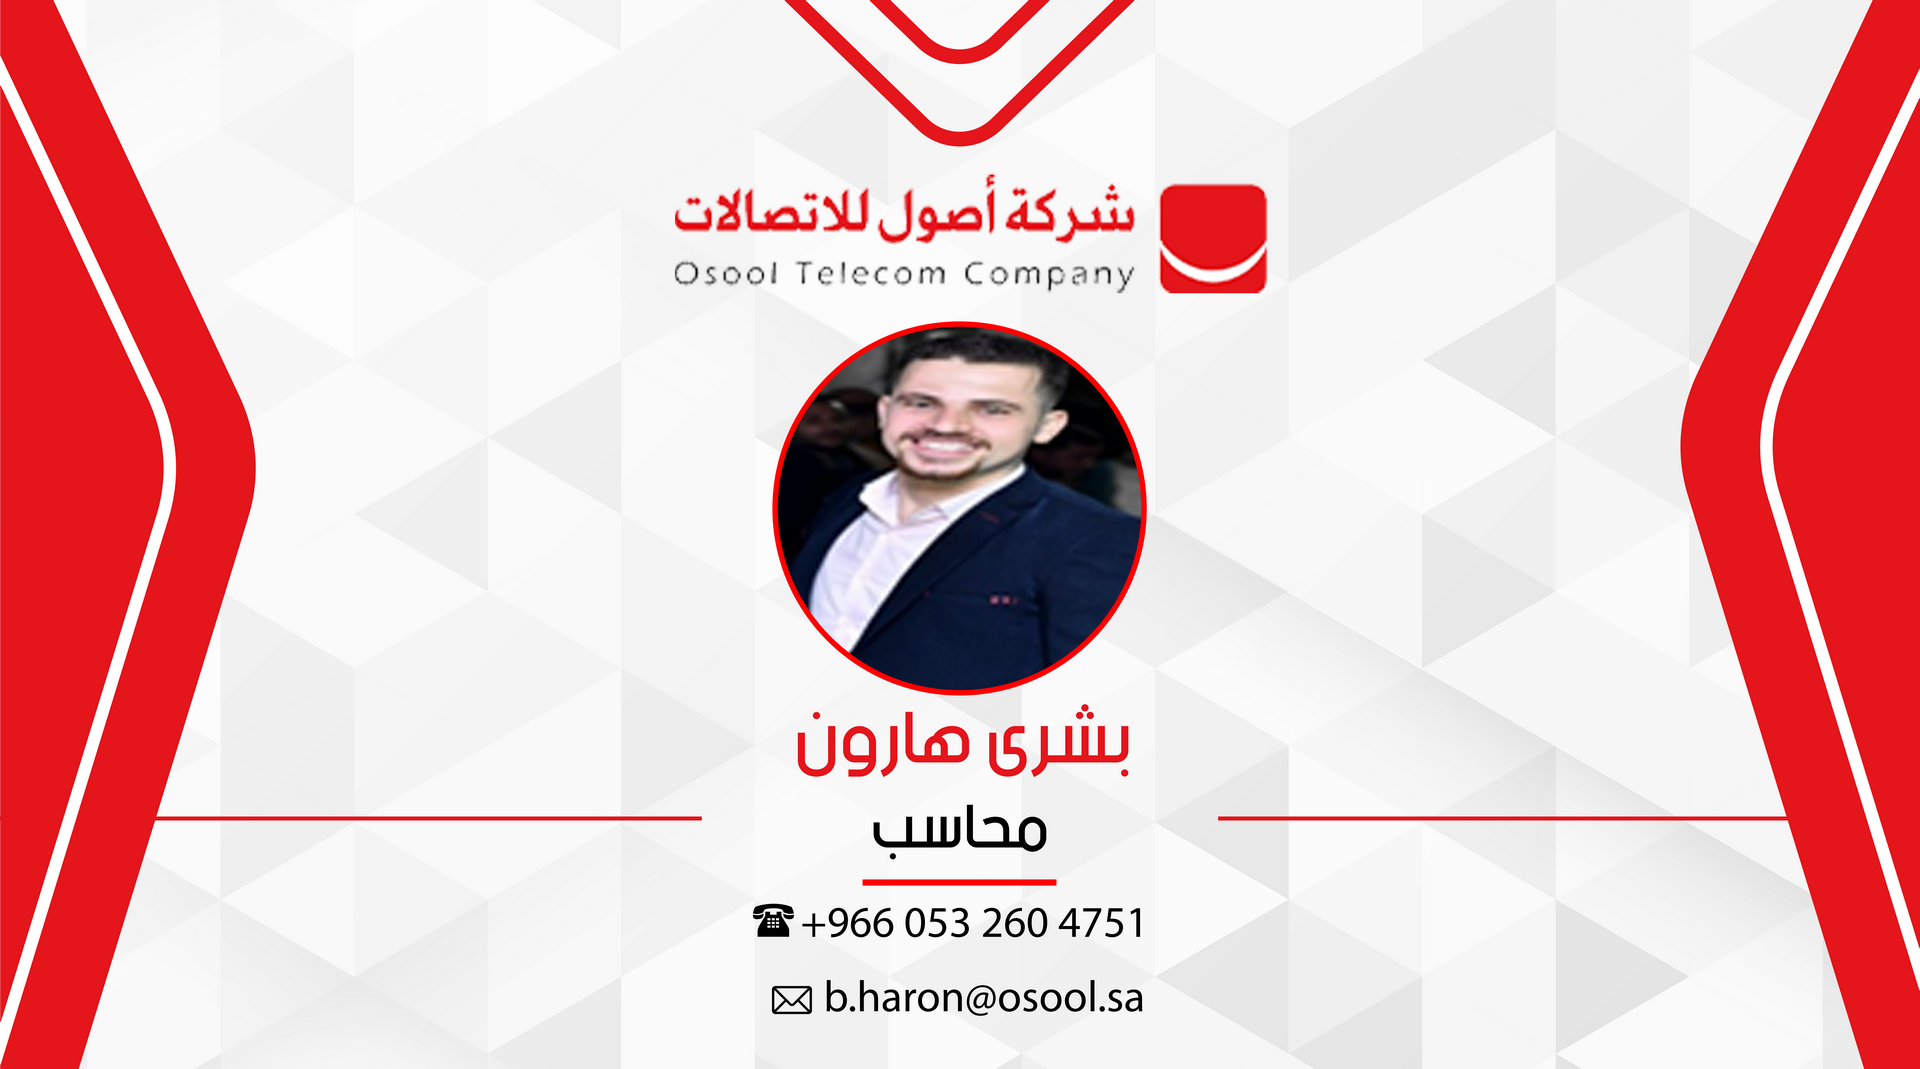 شركة أصول للاتصالات
Osool Telecom Company
بشرى هارون
محاسب
+966 053 260 4751
b.haron@osool.sa